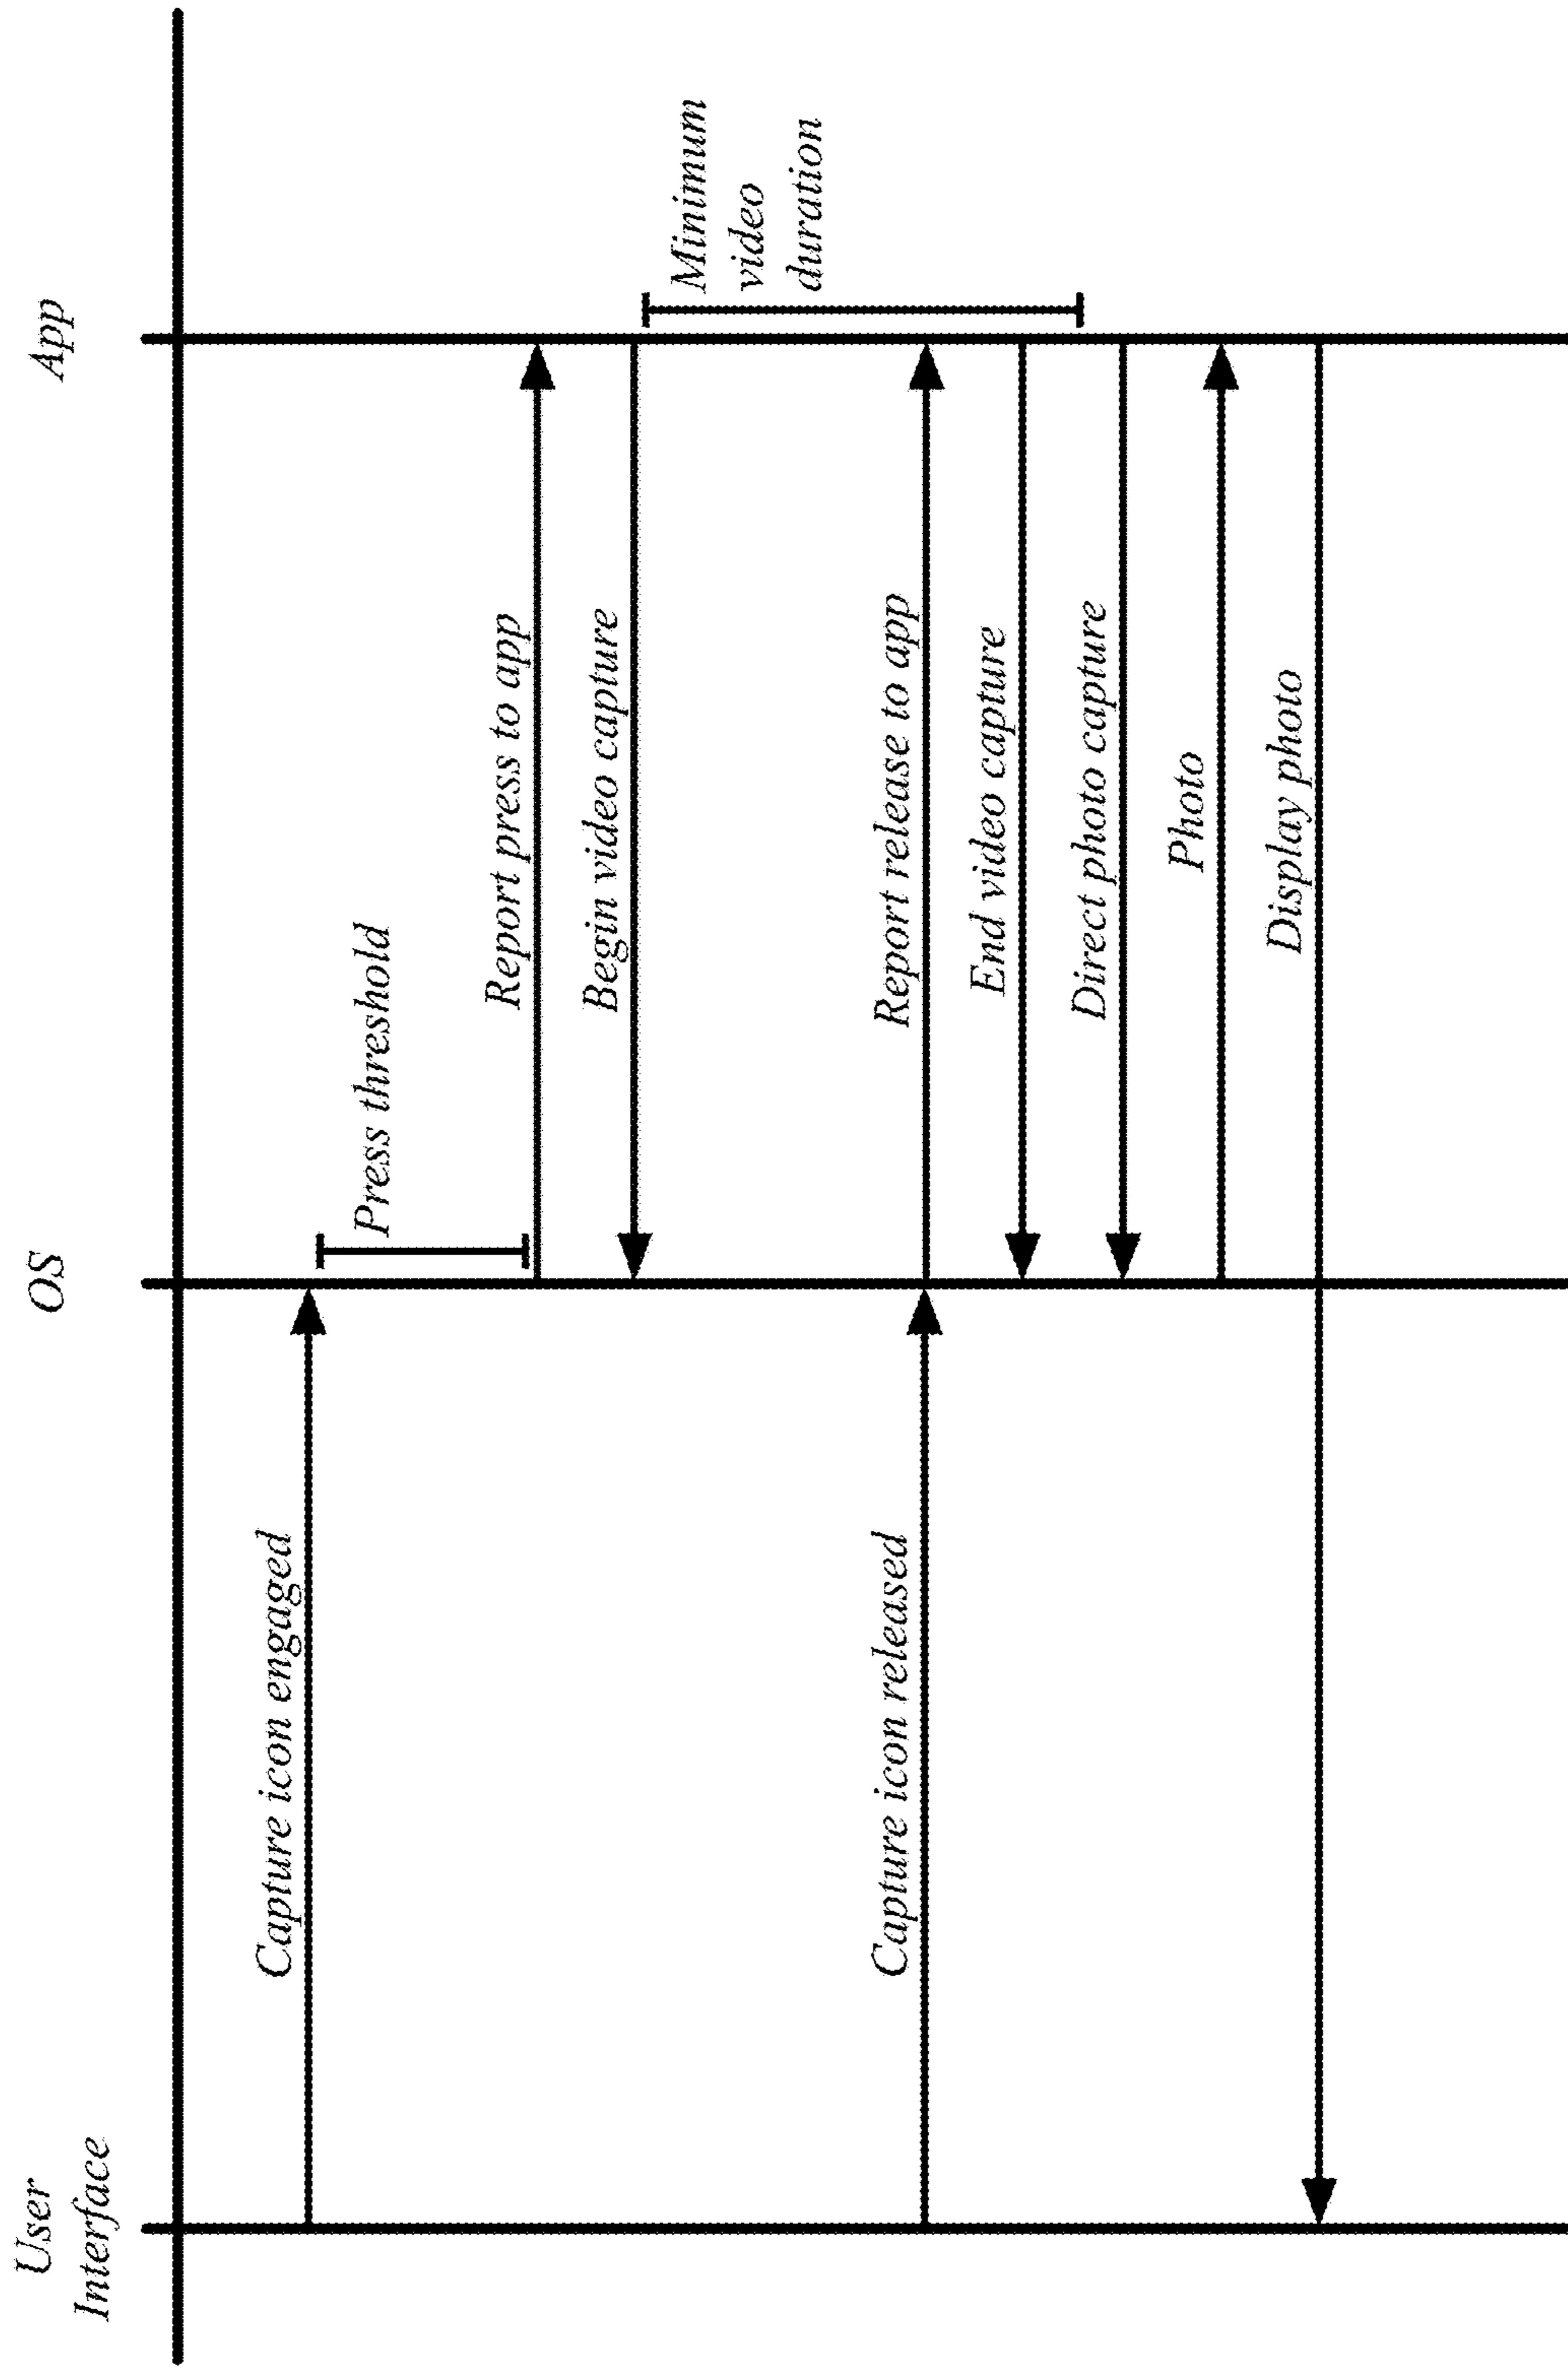 User
Interface
OS
App
Capture icon engaged
Press threshold
Report press to app
Begin video capture
Minimum
video
duration
Capture icon released
Report release to app
End video capture
Direct photo capture
Photo
Display photo